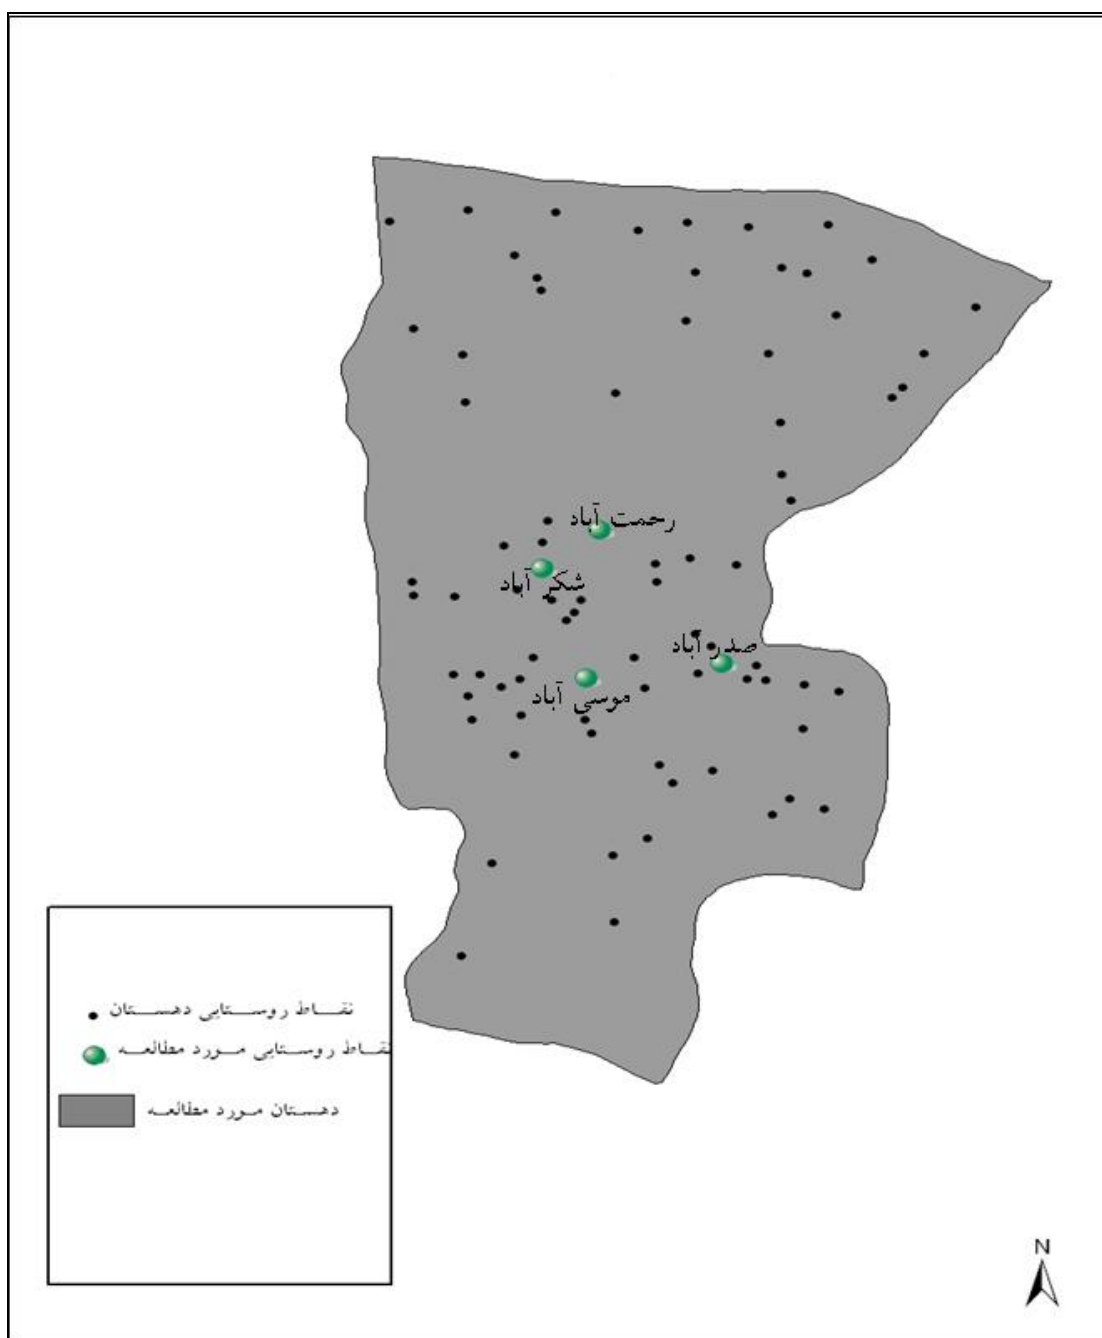 رحمت آباد
شکر آباد
صدر آباد
موسی آباد
نقاط روستایی دهستان
نقاط روستایی مورد مطالعه
دهستان مورد مطالعه
N